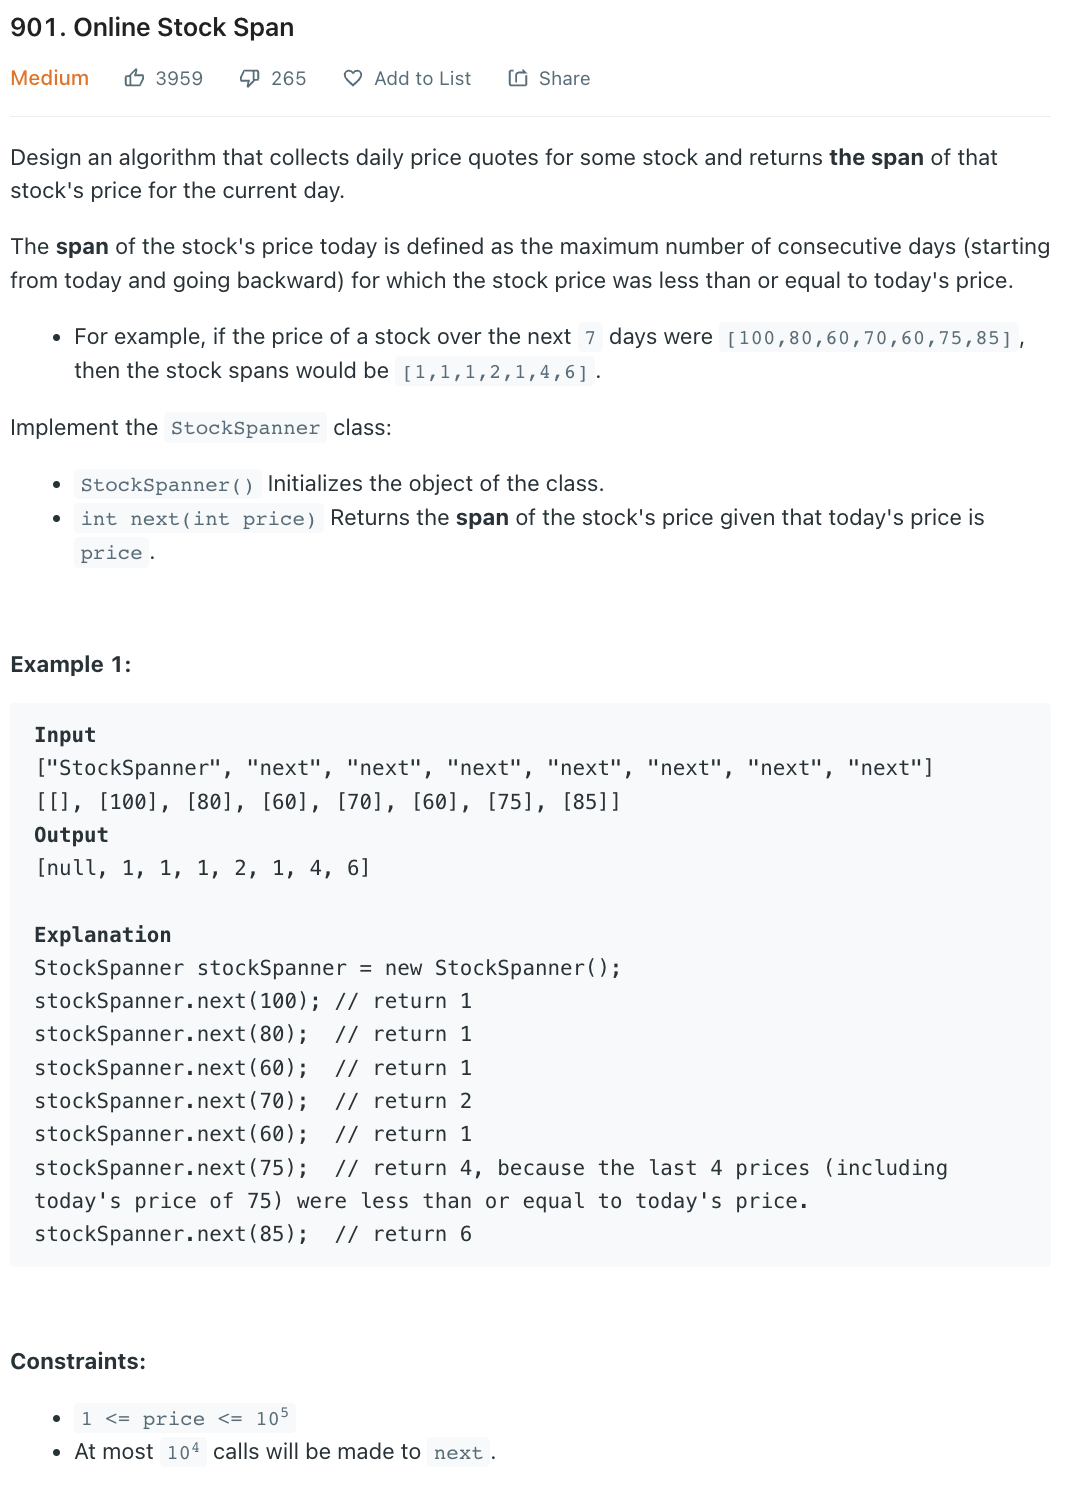 901. Online Stock Span
Medium 3959 265 Add to List Share
Design an algorithm that collects daily price quotes for some stock and returns the span of that
stock's price for the current day.
The span of the stock's price today is defined as the maximum number of consecutive days (starting
from today and going backward) for which the stock price was less than or equal to today's price.
• For example, if the price of a stock over the next 7 days were [100,80,60,70,60,75,85],
then the stock spans would be [1,1,1,2,1,4,6].
Implement the StockSpanner class:
• StockSpanner() Initializes the object of the class.
• int next(int price) Returns the span of the stock's price given that today's price is
price.
Example 1:
Input
["StockSpanner", "next", "next", "next", "next", "next", "next", "next"]
[[], [100], [80], [60], [70], [60], [75], [85]]
Output
[null, 1, 1, 1, 2, 1, 4, 6]
Explanation
StockSpanner stockSpanner = new StockSpanner();
stockSpanner.next(100); // return 1
stockSpanner.next(80);  // return 1
stockSpanner.next(60);  // return 1
stockSpanner.next(70);  // return 2
stockSpanner.next(60);  // return 1
stockSpanner.next(75);  // return 4, because the last 4 prices (including
today's price of 75) were less than or equal to today's price.
stockSpanner.next(85);  // return 6
Constraints:
• 1 <= price <= 10⁵
• At most 10⁴ calls will be made to next.